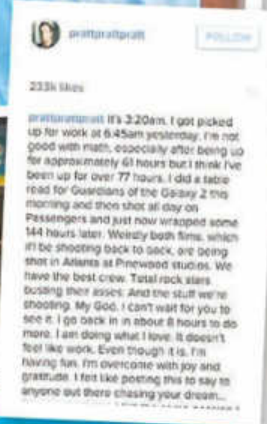 prattprattpratt
FOLLOW
233k likes
prattprattpratt It's 3:20am. I got picked
up for work at 6:45am yesterday. I'm not
good with math, especially after being up
for approximately 61 hours but I think I've
been up for over 77 hours. I did a table
read for Guardians of the Galaxy 2 this
morning and then shot all day on
Passengers and just now wrapped some
144 hours later. Weirdly both films, which
I'll be shooting back to back, are being
shot in Atlanta at Pinewood studios. We
have the best crew. Total rock stars
busting their asses. And the stuff we're
shooting. My God. I can't wait for you to
see it. I go back in in about 8 hours to do
more. I am doing what I love. It doesn't
feel like work. Even though it is. I'm
having fun. I'm overcome with joy and
gratitude. I felt like posting this to say to
anyone out there chasing your dream...